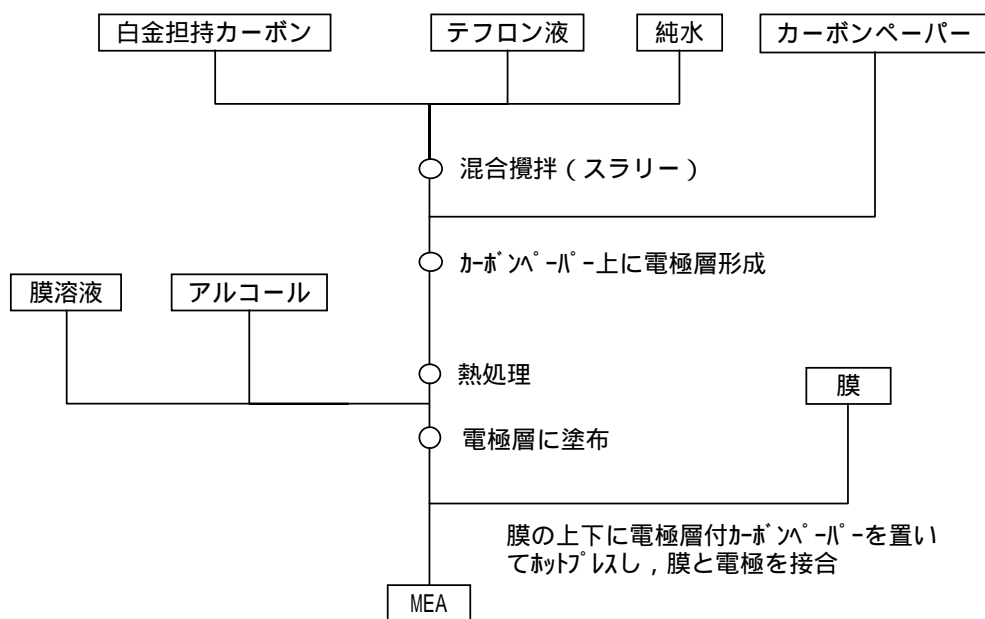 白金担持カーボン
テフロン液
純水
カーボンペーパー
混合攪拌（スラリー）
ｶｰﾎﾞﾝﾍﾟｰﾊﾟｰ上に電極層形成
膜溶液
アルコール
熱処理
膜
電極層に塗布
膜の上下に電極層付ｶｰﾎﾞﾝﾍﾟｰﾊﾟｰを置い
てﾎｯﾄﾌﾟﾚｽし，膜と電極を接合
MEA